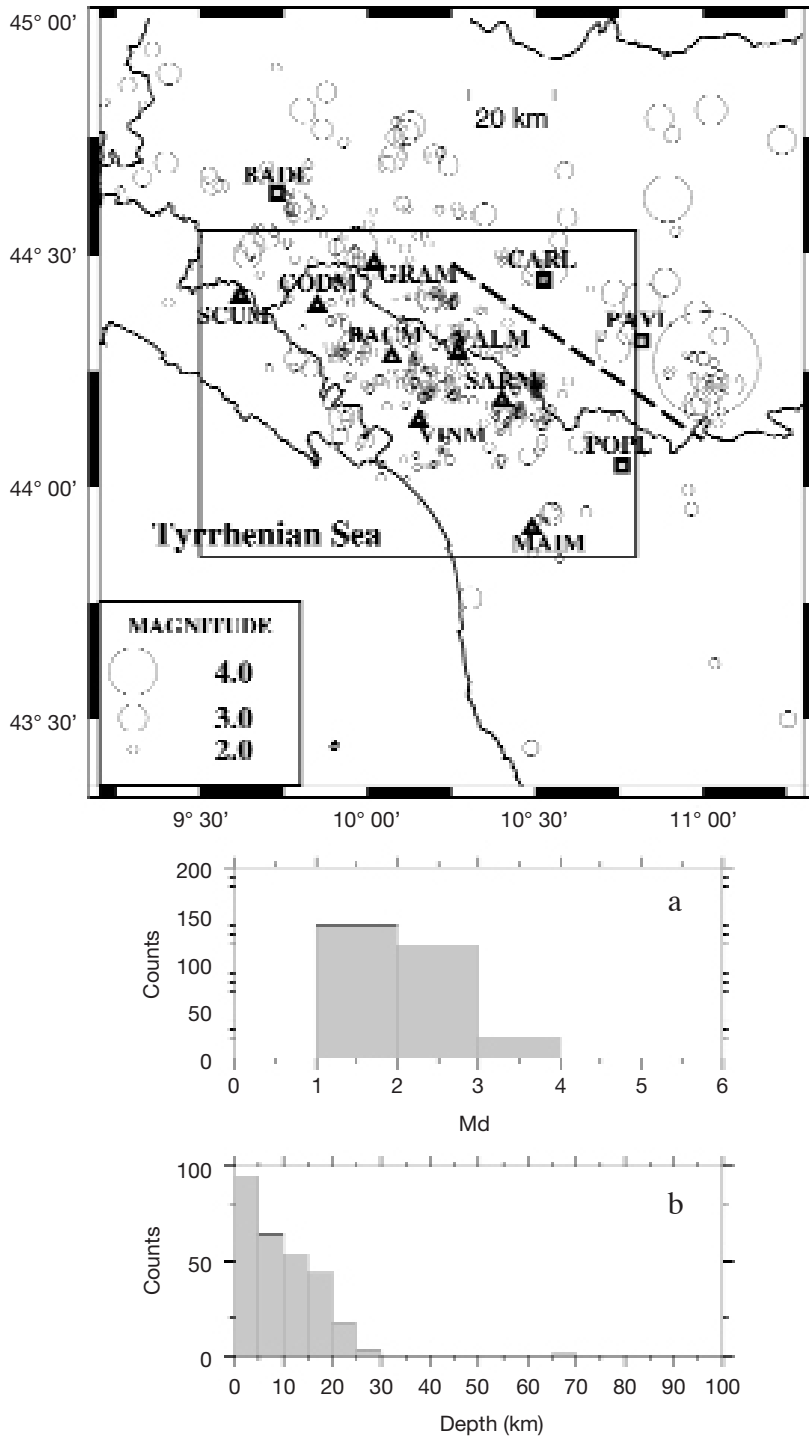 45° 00'
20 km
BADE
44° 30'
CARL
GRAM
CODM
SCUM
PAVI
BACM
PALM
SARM
VINM
POPL
44° 00'
Tyrrhenian Sea
MAIM
MAGNITUDE
4.0
3.0
2.0
43° 30'
9° 30' 10° 00' 10° 30' 11° 00'
a
200
150
100
50
0
Counts
0 1 2 3 4 5 6
Md
b
100
50
0
Counts
0 10 20 30 40 50 60 70 80 90 100
Depth (km)